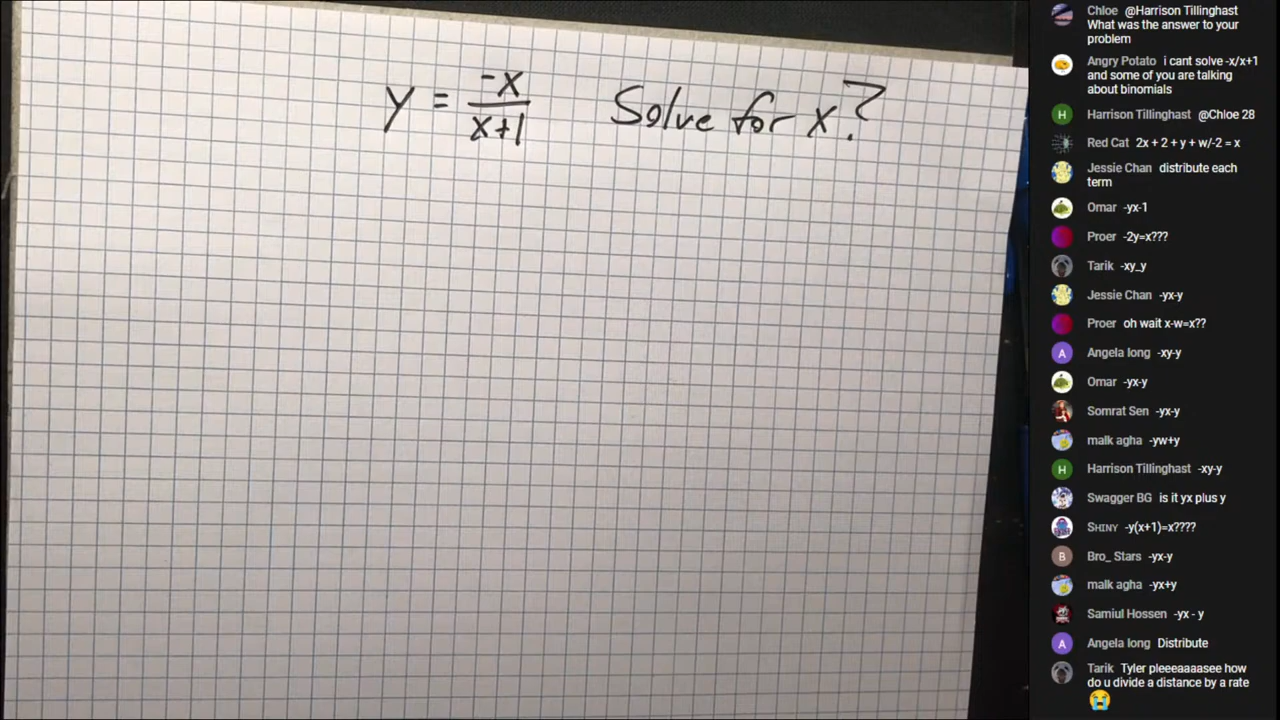 y = -x / x+1 Solve for x?
Chloe @Harrison Tillinghast
What was the answer to your
problem
Angry Potato i cant solve -x/x+1
and some of you are talking
about binomials
H Harrison Tillinghast @Chloe 28
Red Cat 2x + 2 + y + w/-2 = x
Jessie Chan distribute each
term
Omar -yx-1
Proer -2y=x???
Tarik -xy_y
Jessie Chan -yx-y
Proer oh wait x-w=x??
A Angela long -xy-y
Omar -yx-y
Somrat Sen -yx-y
malk agha -yw+y
H Harrison Tillinghast -xy-y
Swagger BG is it yx plus y
SHINY -y(x+1)=x????
B Bro_ Stars -yx-y
malk agha -yx+y
Samiul Hossen -yx - y
A Angela long Distribute
Tarik Tyler pleeeaaaasee how
do u divide a distance by a rate
😭